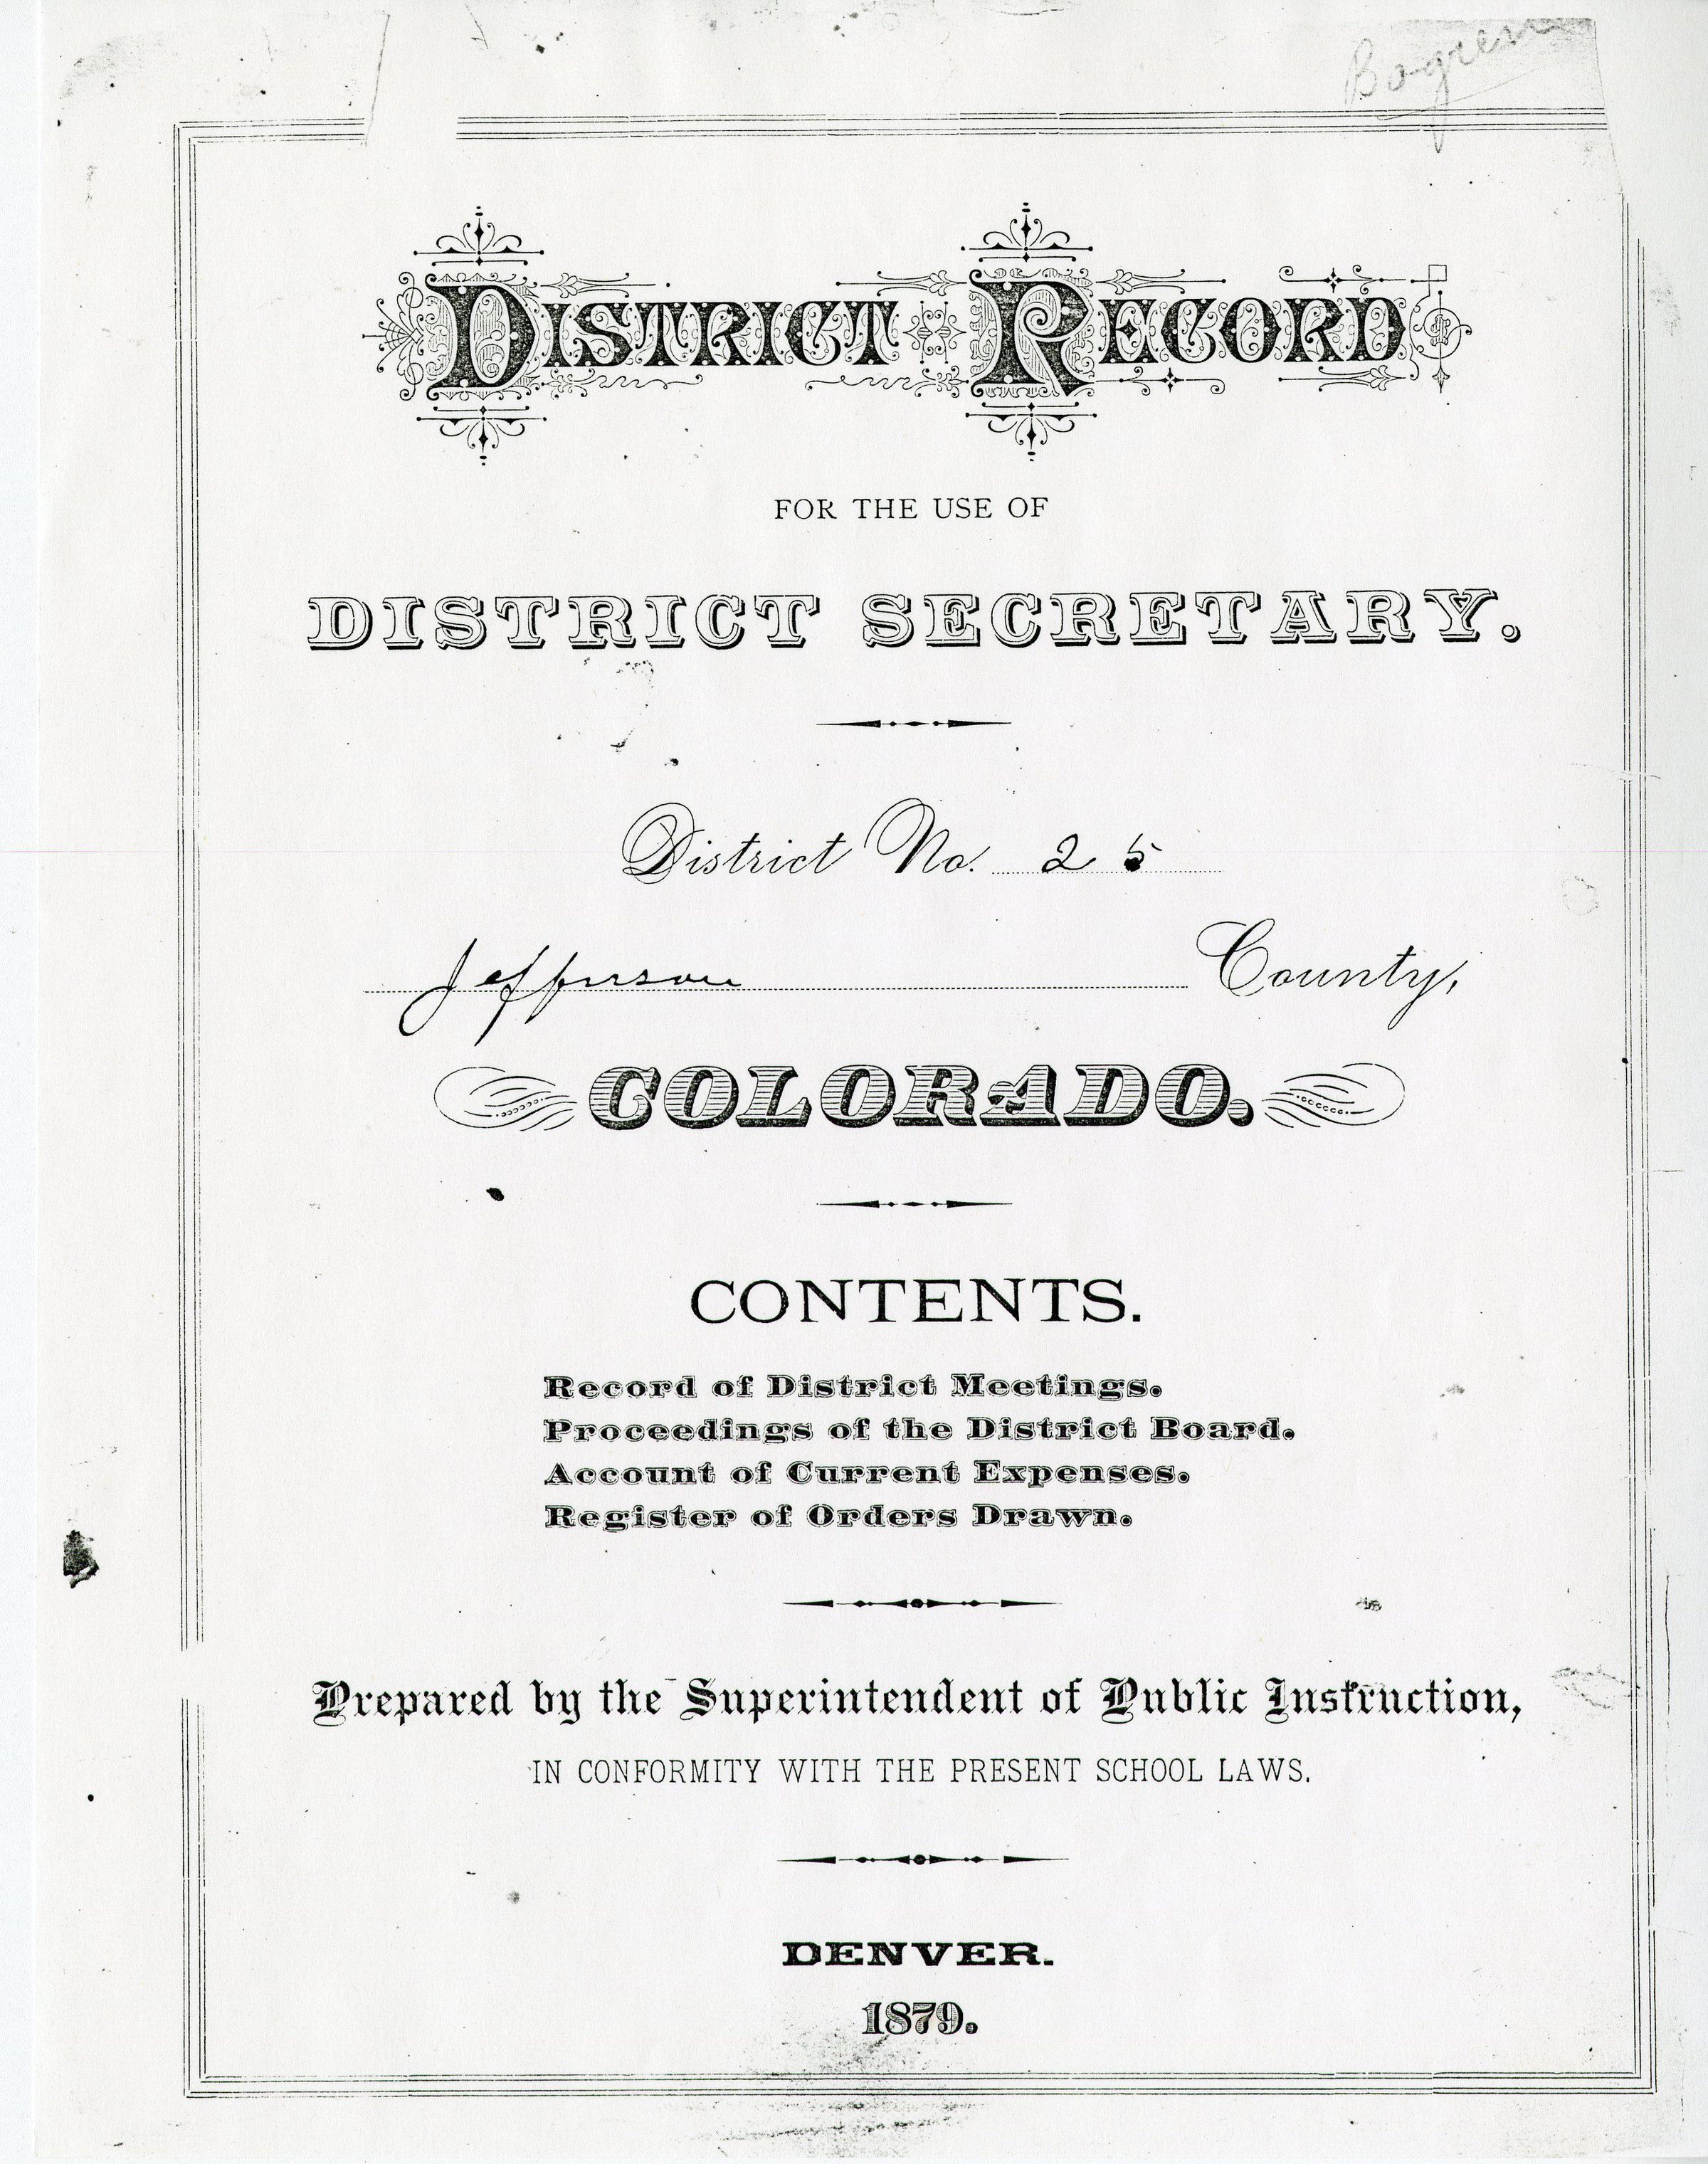 DISTRICT RECORD
FOR THE USE OF
DISTRICT SECRETARY.
District No. 25
Jefferson County,
COLORADO.
CONTENTS.
Record of District Meetings.
Proceedings of the District Board.
Account of Current Expenses.
Register of Orders Drawn.
Prepared by the Superintendent of Public Instruction,
IN CONFORMITY WITH THE PRESENT SCHOOL LAWS.
DENVER.
1879.